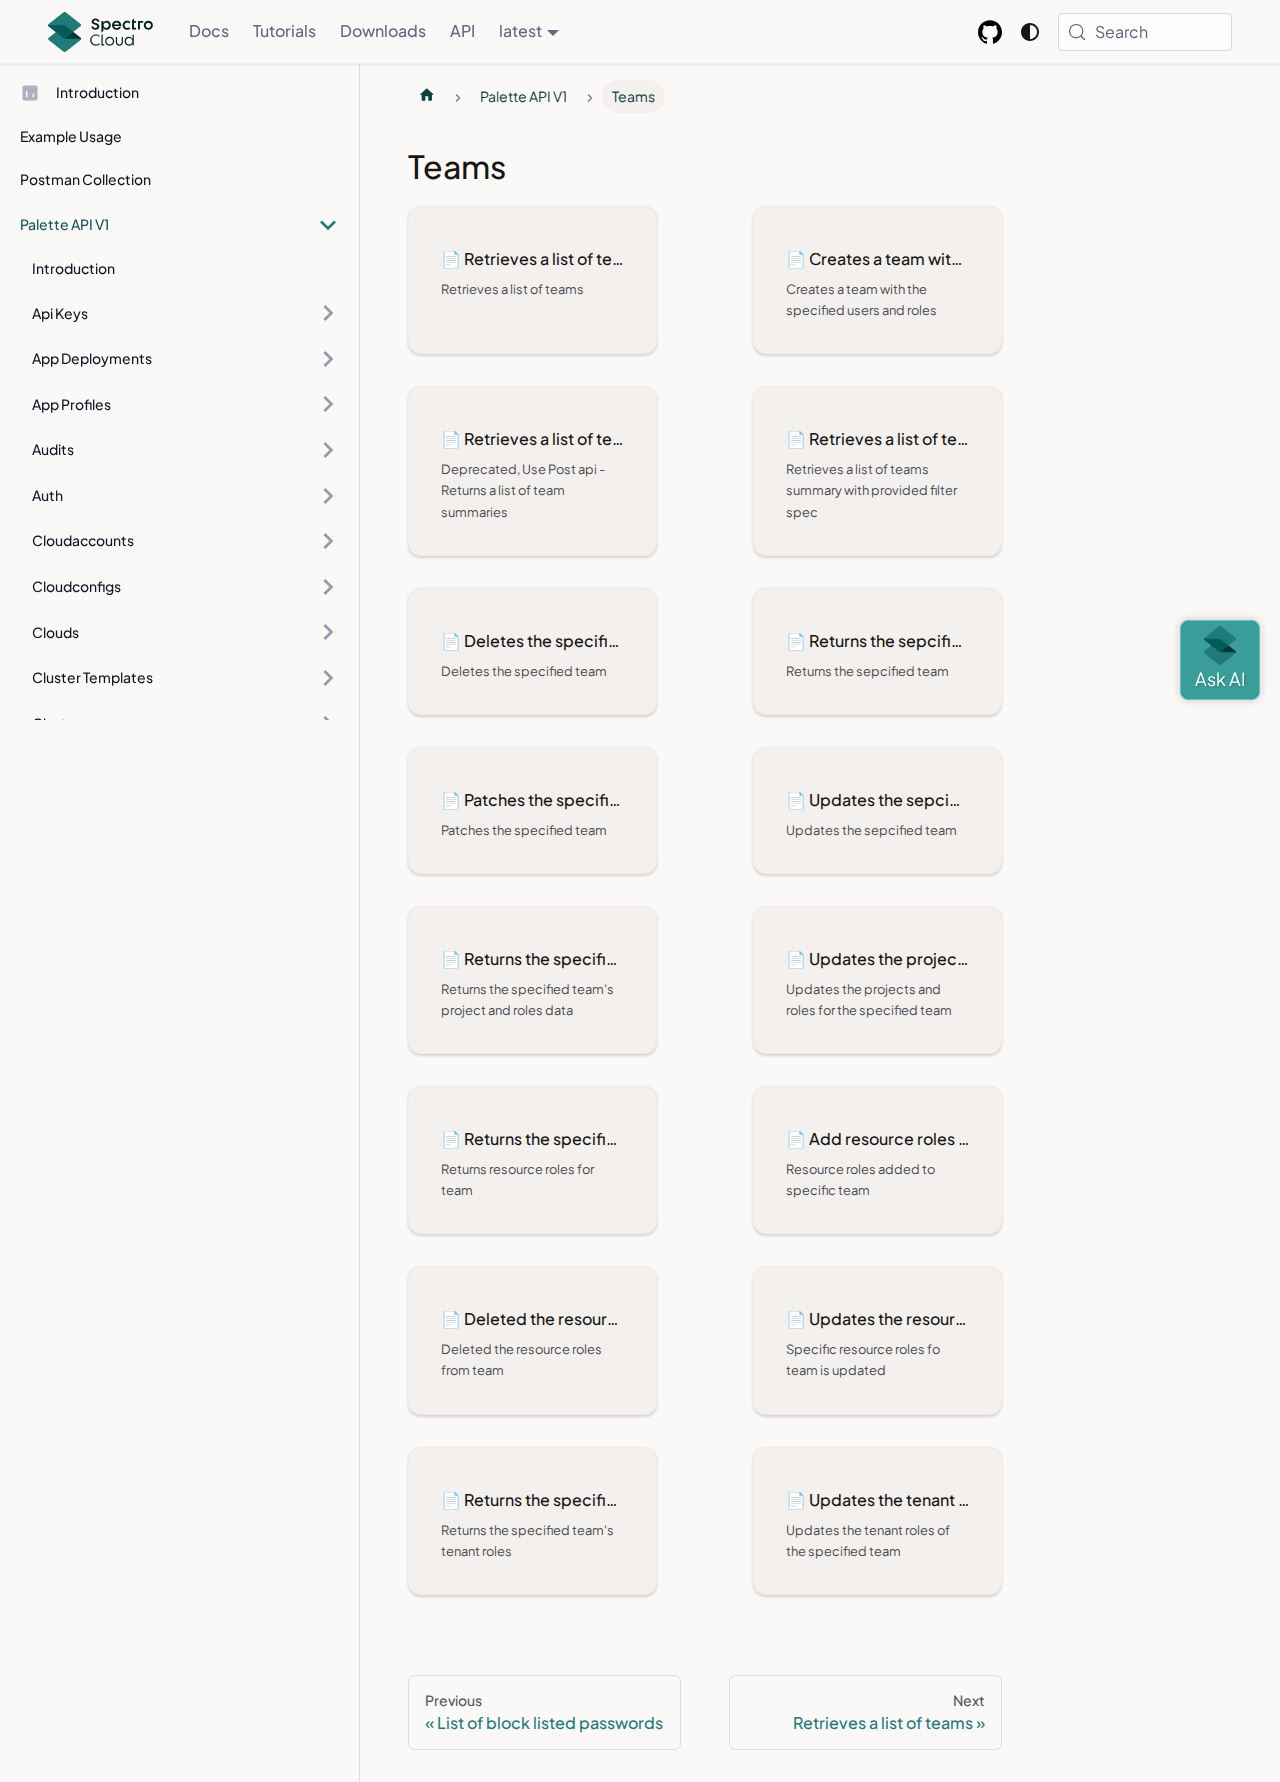 Spectro
Cloud
Docs
Tutorials
Downloads
API
latest
Search
Introduction
Example Usage
Postman Collection
Palette API V1
Introduction
Api Keys
App Deployments
App Profiles
Audits
Auth
Cloudaccounts
Cloudconfigs
Clouds
Cluster Templates
Palette API V1
Teams
Teams
Retrieves a list of te...
Retrieves a list of teams
Creates a team wit...
Creates a team with the
specified users and roles
Retrieves a list of te...
Deprecated, Use Post api -
Returns a list of team
summaries
Retrieves a list of te...
Retrieves a list of teams
summary with provided filter
spec
Deletes the specifi...
Deletes the specified team
Returns the sepcifi...
Returns the sepcified team
Patches the specifi...
Patches the specified team
Updates the sepci...
Updates the sepcified team
Returns the specifi...
Returns the specified team's
project and roles data
Updates the projec...
Updates the projects and
roles for the specified team
Returns the specifi...
Returns resource roles for
team
Add resource roles ...
Resource roles added to
specific team
Deleted the resour...
Deleted the resource roles
from team
Updates the resour...
Specific resource roles fo
team is updated
Returns the specifi...
Returns the specified team's
tenant roles
Updates the tenant ...
Updates the tenant roles of
the specified team
Ask AI
Previous
« List of block listed passwords
Next
Retrieves a list of teams »